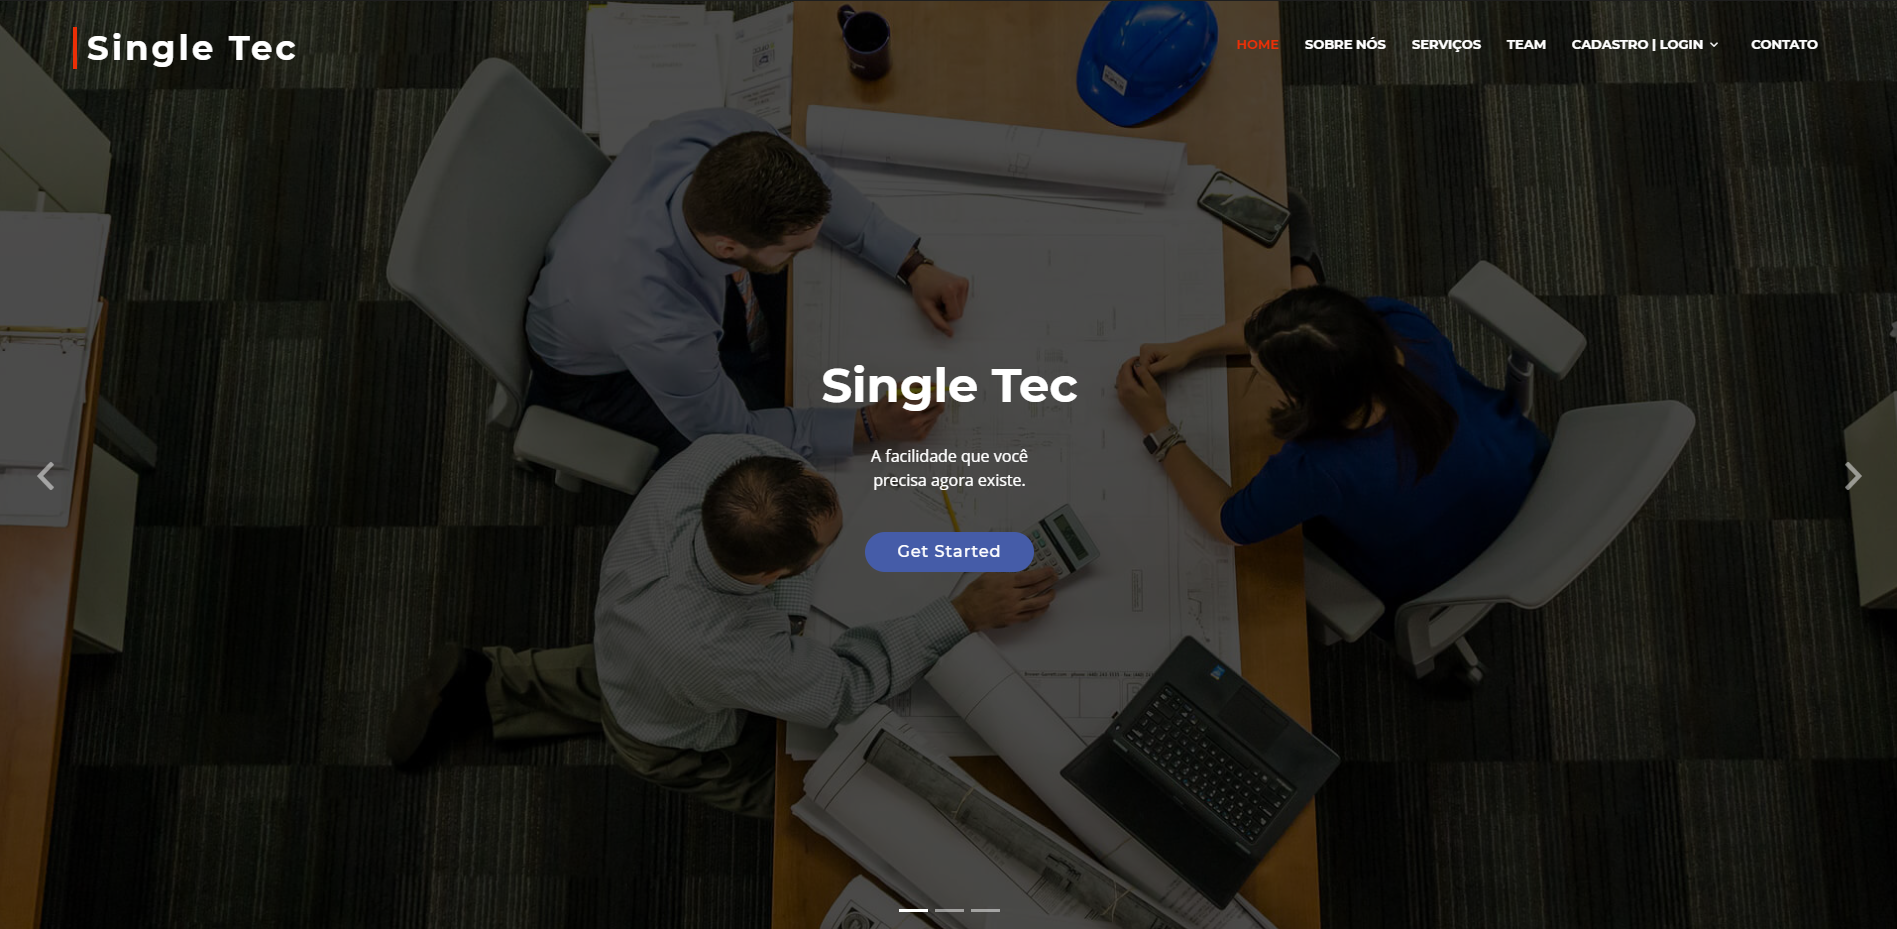 Single Tec
HOME SOBRE NÓS SERVIÇOS TEAM CADASTRO | LOGIN CONTATO
Single Tec
A facilidade que você
precisa agora existe.
Get Started